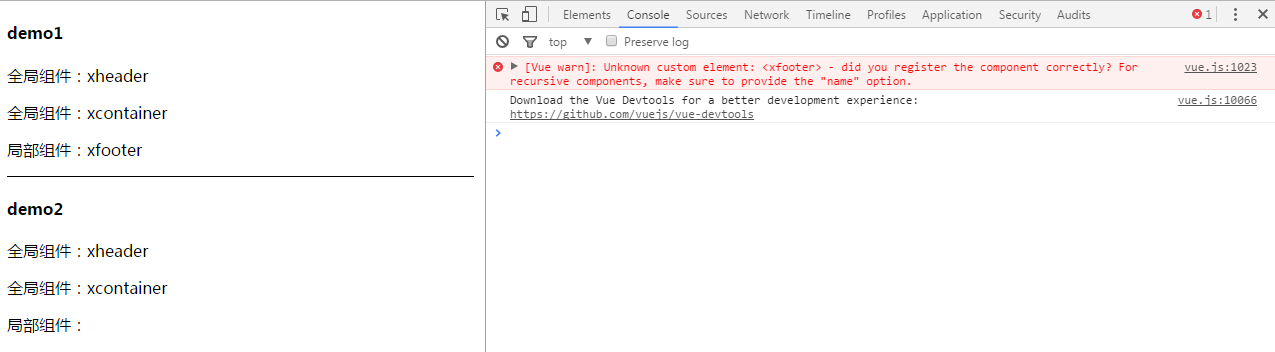 demo1
全局组件：xheader
全局组件：xcontainer
局部组件：xfooter
demo2
全局组件：xheader
全局组件：xcontainer
局部组件：
Elements Console Sources Network Timeline Profiles Application Security Audits 1
top Preserve log
[Vue warn]: Unknown custom element: <xfooter> - did you register the component correctly? For vue.js:1023
recursive components, make sure to provide the "name" option.
Download the Vue Devtools for a better development experience: vue.js:10066
https://github.com/vuejs/vue-devtools